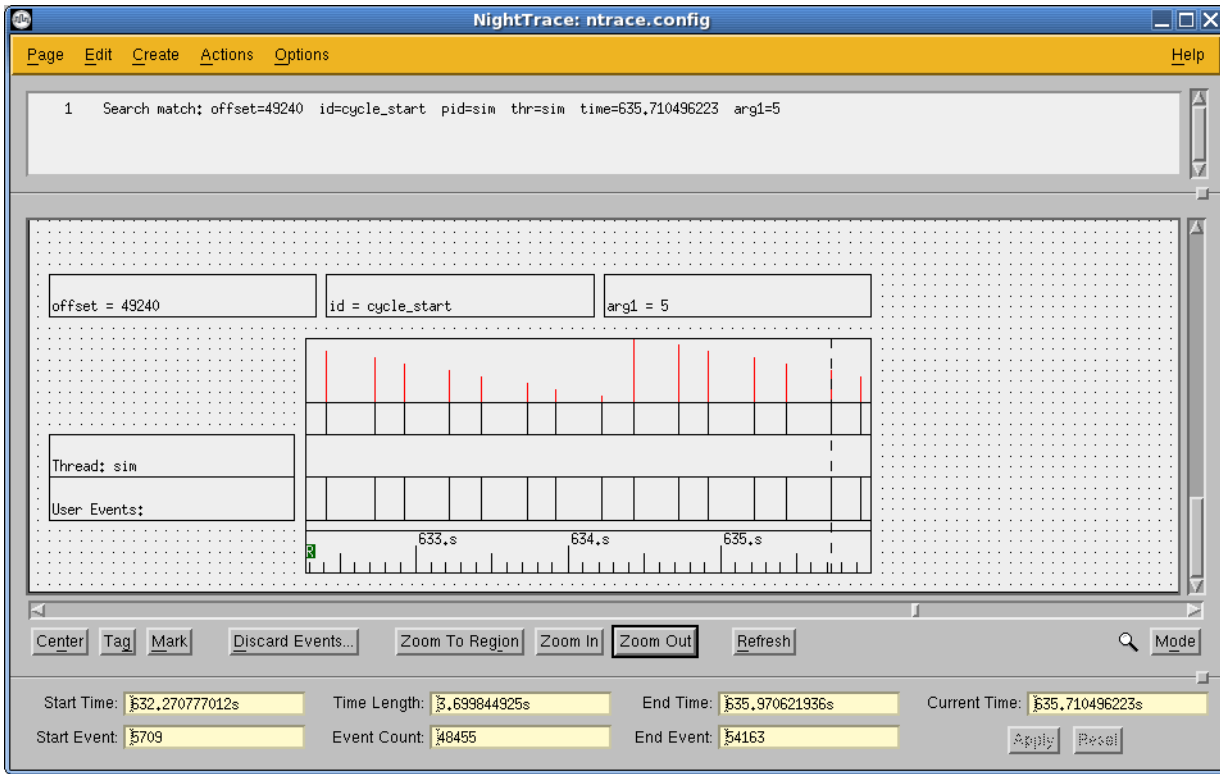 NightTrace: ntrace.config
Page Edit Create Actions Options Help
1 Search match: offset=49240 id=cycle_start pid=sim thr=sim time=635.710496223 arg1=5
offset = 49240 id = cycle_start arg1 = 5
Thread: sim
User Events:
633.s 634.s 635.s
R
Center Tag Mark Discard Events... Zoom To Region Zoom In Zoom Out Refresh Mode
Start Time: 632.270777012s Time Length: 3.699844925s End Time: 635.970621936s Current Time: 635.710496223s
Start Event: 5709 Event Count: 48455 End Event: 54163 Apply Reset